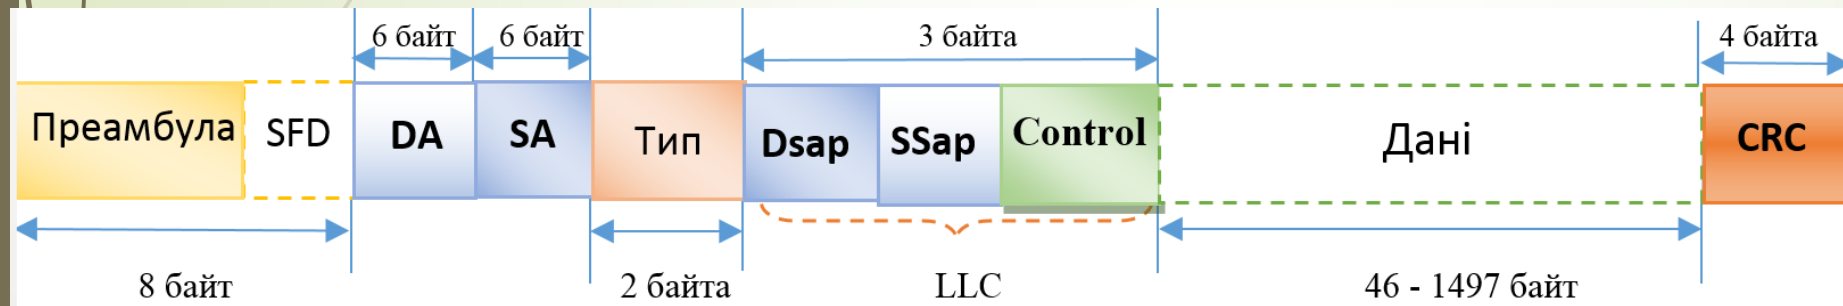 6 байт 6 байт 3 байта 4 байта
Преамбула SFD DA SA Тип Dsap SSap Control Дані CRC
8 байт 2 байта LLC 46 - 1497 байт